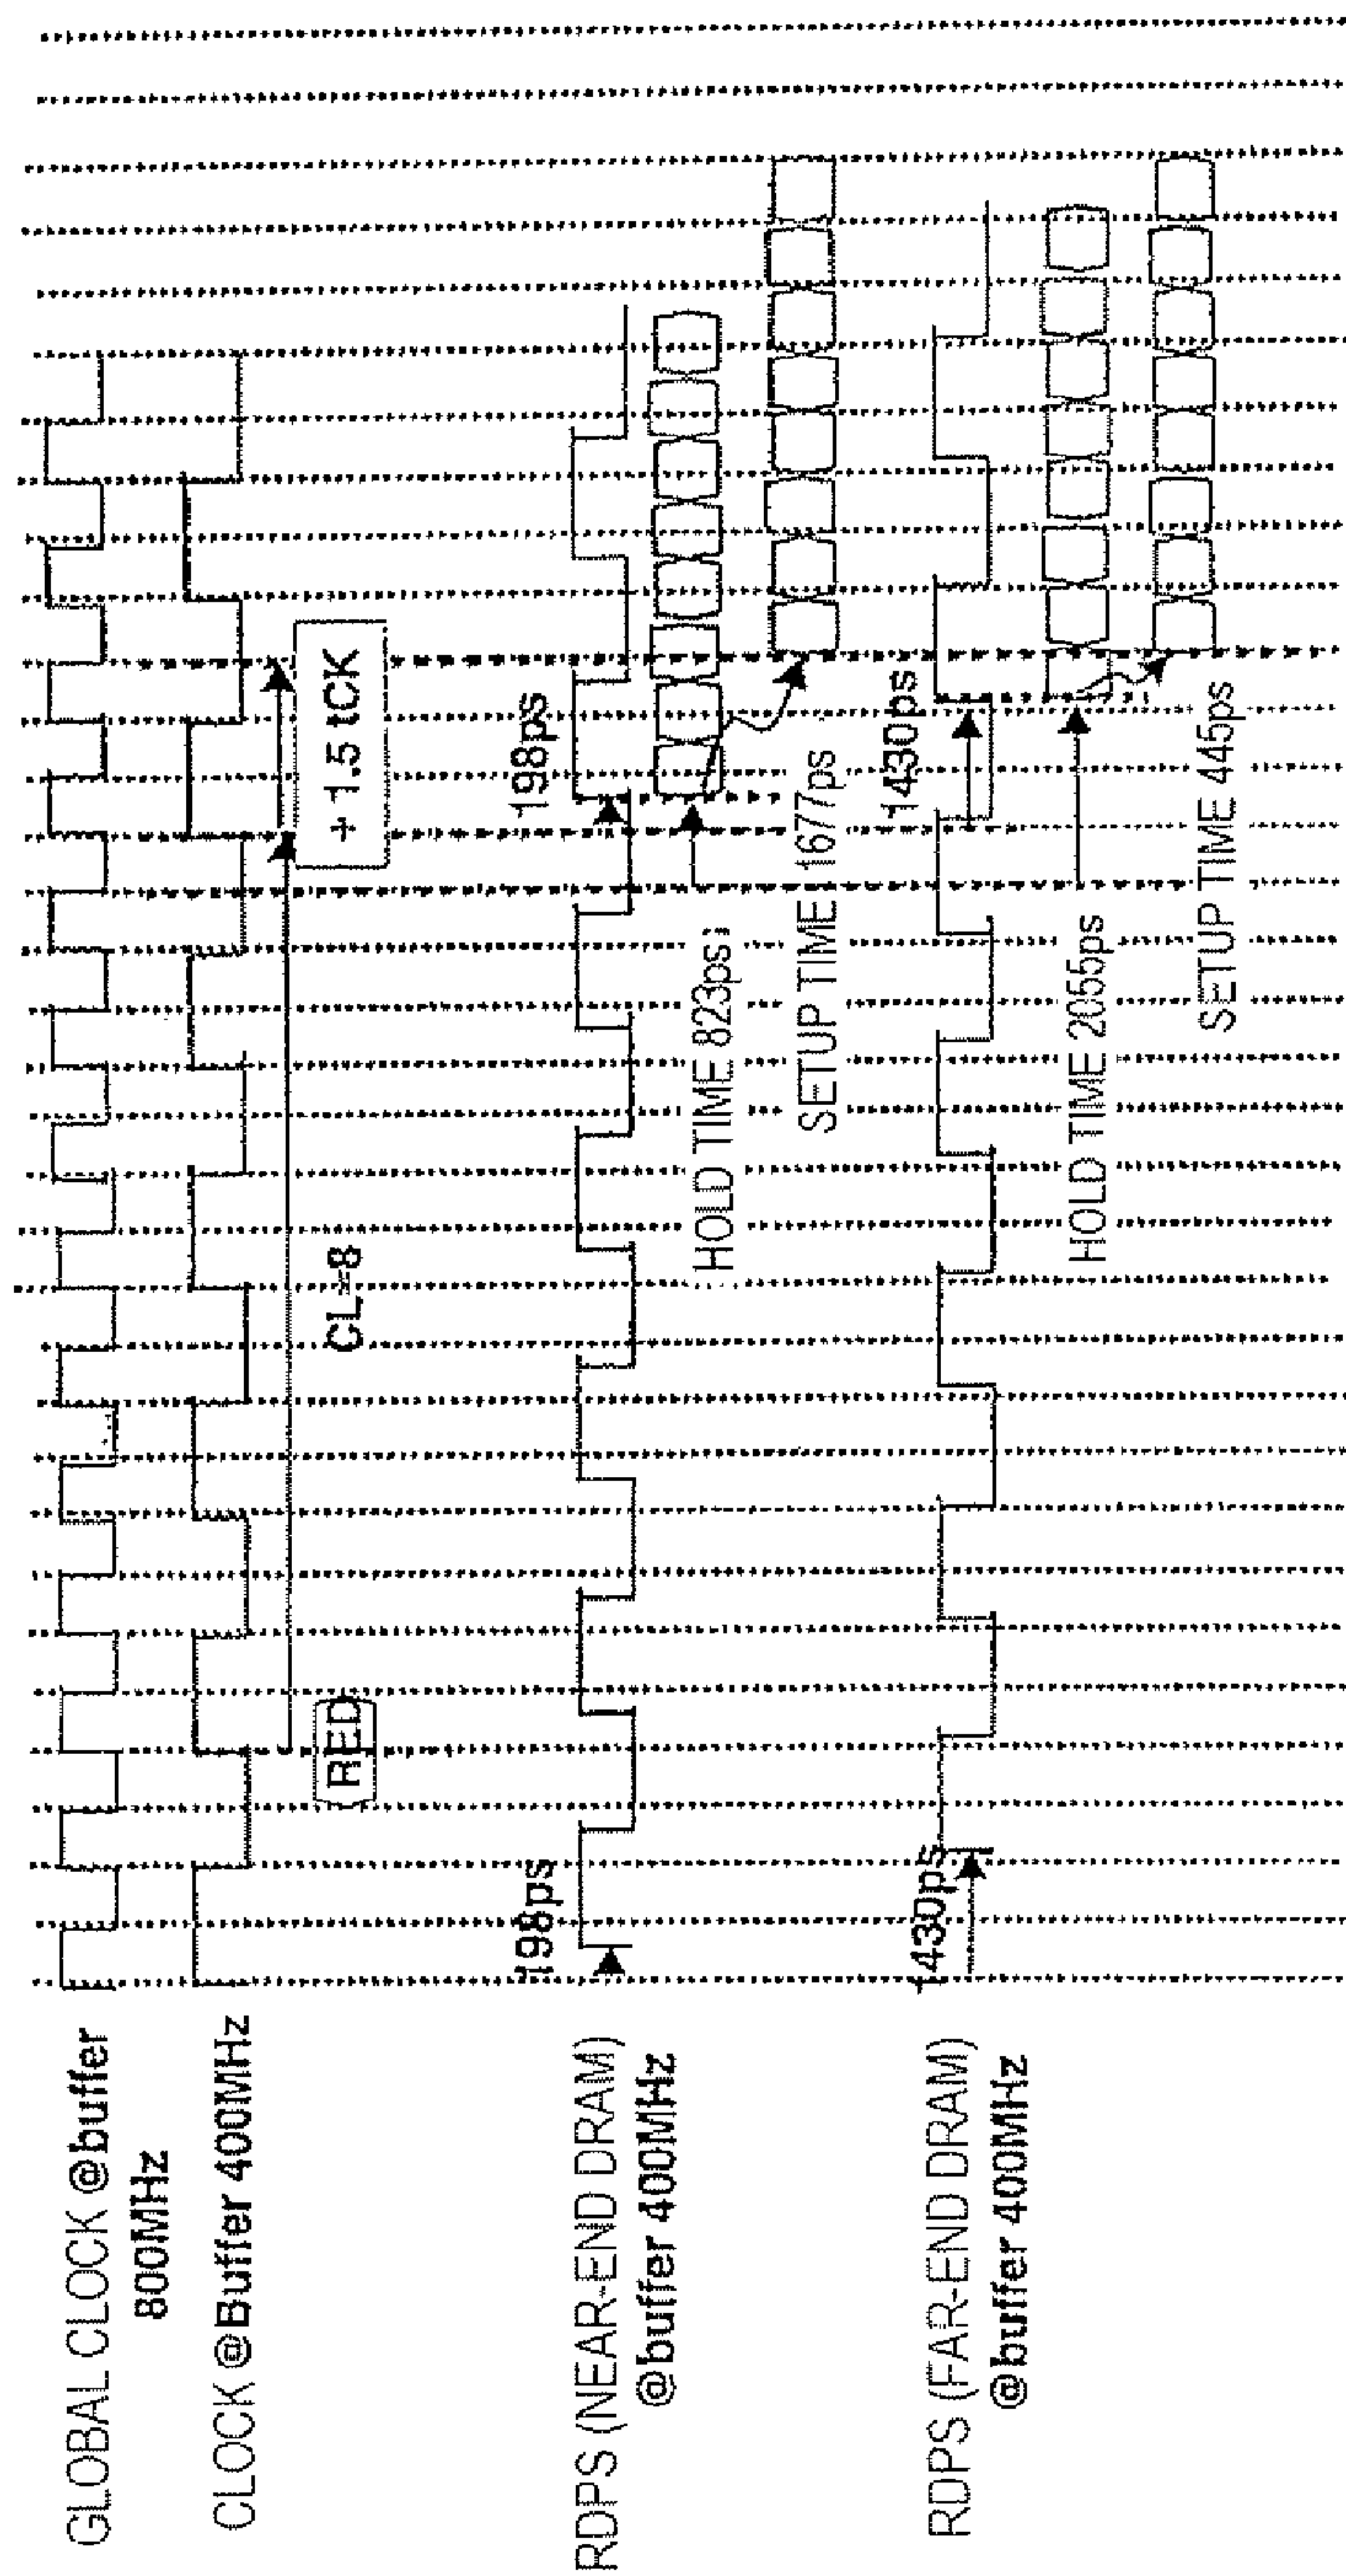 GLOBAL CLOCK @buffer
800MHz
CLOCK @Buffer 400MHz
RED
CL=8
+1.5 tCK
RDPS (NEAR-END DRAM)
@buffer 400MHz
198ps
198ps
HOLD TIME 823ps
SETUP TIME 1677ps
RDPS (FAR-END DRAM)
@buffer 400MHz
1430ps
1430ps
HOLD TIME 2055ps
SETUP TIME 445ps